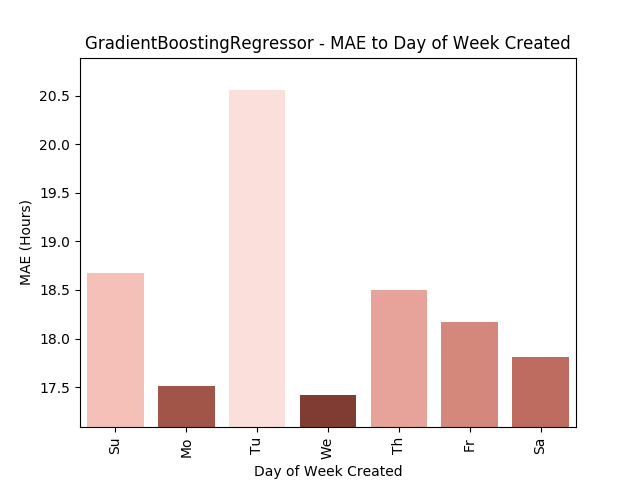 GradientBoostingRegressor - MAE to Day of Week Created
20.5
20.0
19.5
19.0
18.5
18.0
17.5
MAE (Hours)
Su
Mo
Tu
We
Th
Fr
Sa
Day of Week Created